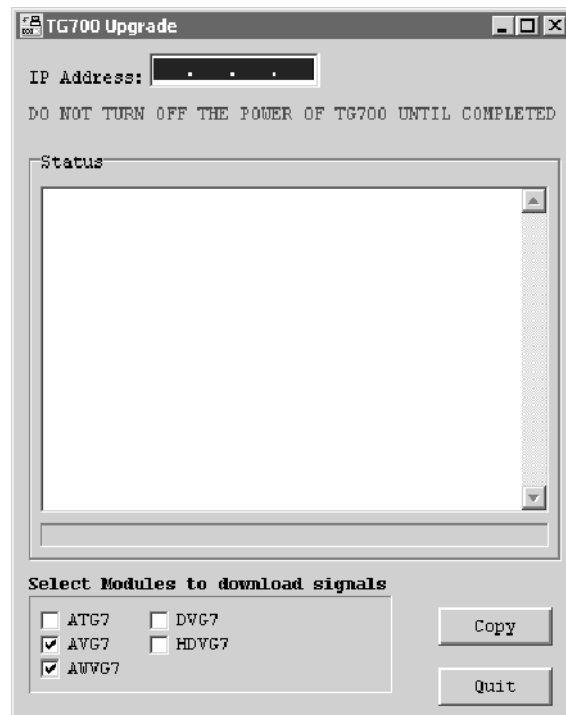 TG700 Upgrade
IP Address: . . .
DO NOT TURN OFF THE POWER OF TG700 UNTIL COMPLETED
Status
Select Modules to download signals
ATG7 DVG7
AVG7 HDVG7
AWVG7
Copy
Quit